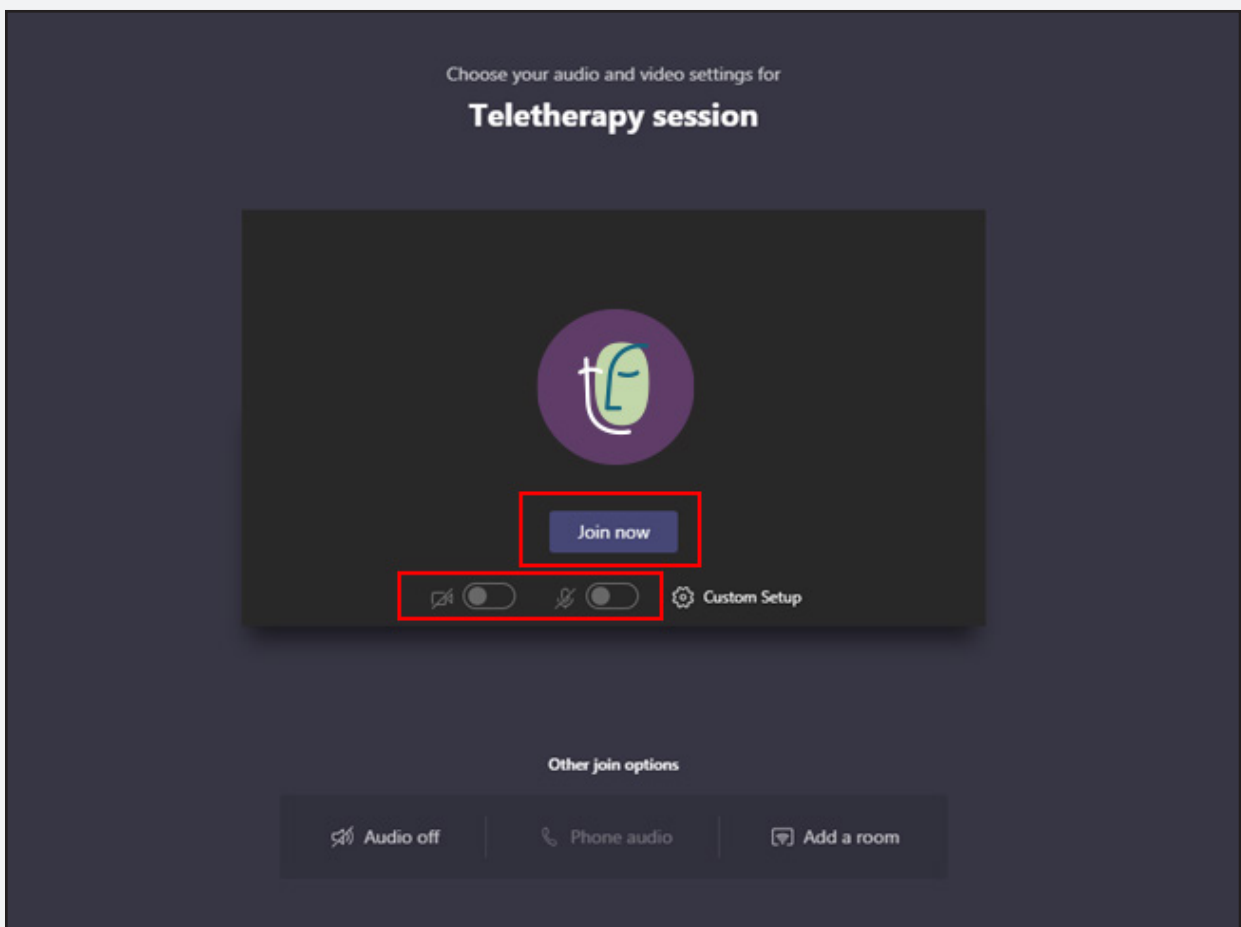 Choose your audio and video settings for
Teletherapy session
Join now
Custom Setup
Other join options
Audio off
Phone audio
Add a room